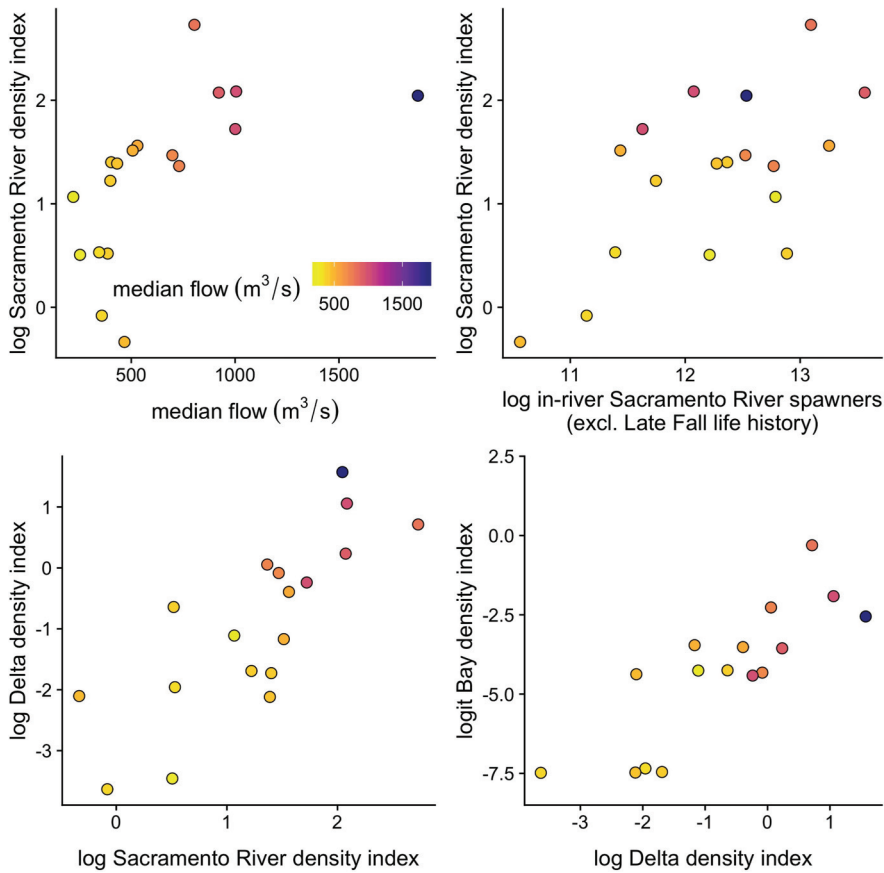 log Sacramento River density index
2
1
0
median flow (m³/s)
500 1500
500 1000 1500
median flow (m³/s)
log Sacramento River density index
2
1
0
11 12 13
log in-river Sacramento River spawners
(excl. Late Fall life history)
log Delta density index
1
0
-1
-2
-3
0 1 2
log Sacramento River density index
logit Bay density index
2.5
0.0
-2.5
-5.0
-7.5
-3 -2 -1 0 1
log Delta density index